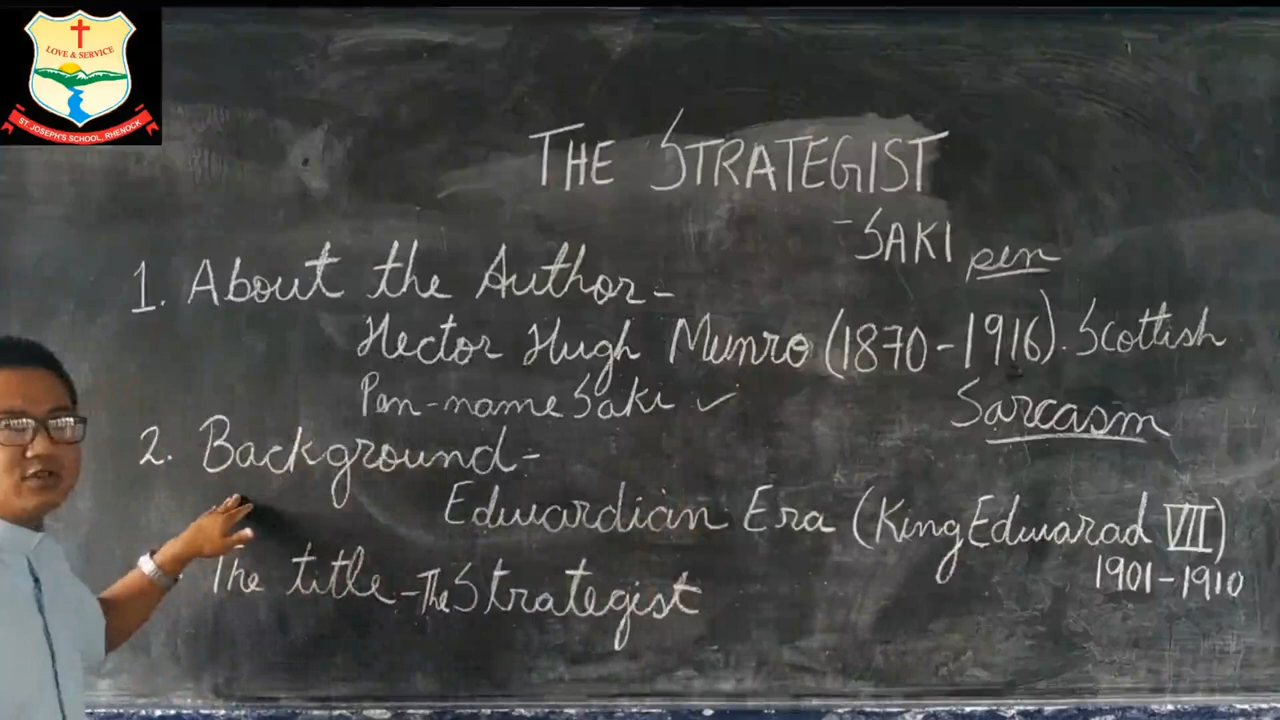 LOVE & SERVICE
ST. JOSEPH'S SCHOOL, RHENOCK
THE STRATEGIST
-SAKI
pen
1. About the Author-
Hector Hugh Munro (1870-1916). Scottish
Pen-name Saki ✓
Sarcasm
2. Background-
Edwardian Era (King Edwarad VII)
1901-1910
The title-The Strategist